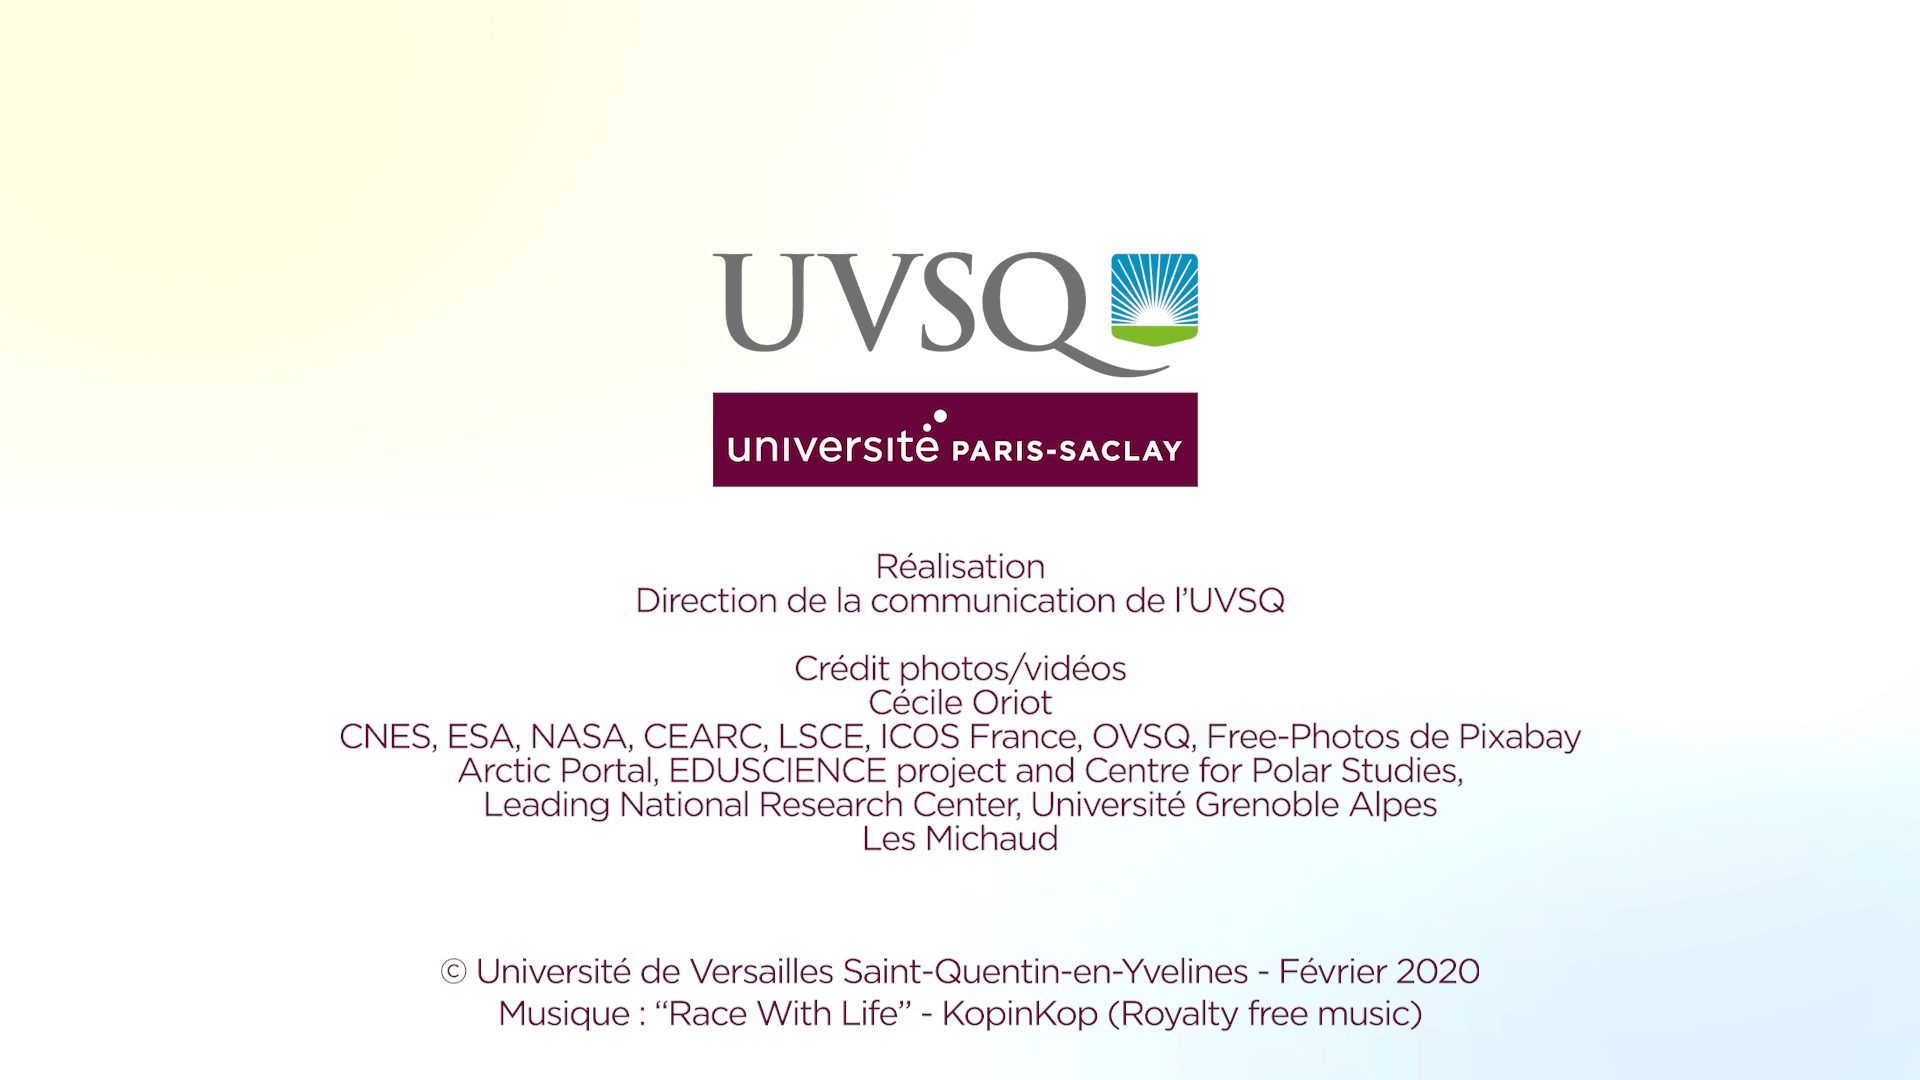 UVSQ
université PARIS-SACLAY
Réalisation
Direction de la communication de l’UVSQ
Crédit photos/vidéos
Cécile Oriot
CNES, ESA, NASA, CEARC, LSCE, ICOS France, OVSQ, Free-Photos de Pixabay
Arctic Portal, EDUSCIENCE project and Centre for Polar Studies,
Leading National Research Center, Université Grenoble Alpes
Les Michaud
© Université de Versailles Saint-Quentin-en-Yvelines - Février 2020
Musique : “Race With Life” - KopinKop (Royalty free music)